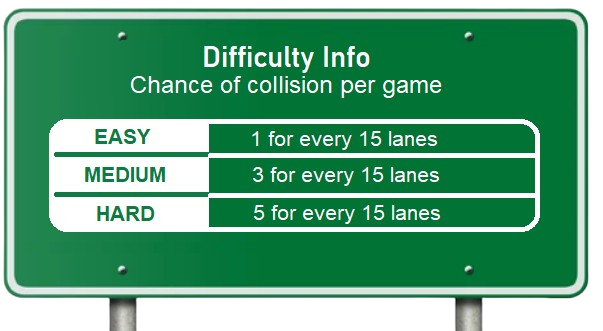 Difficulty Info
Chance of collision per game
EASY 1 for every 15 lanes
MEDIUM 3 for every 15 lanes
HARD 5 for every 15 lanes